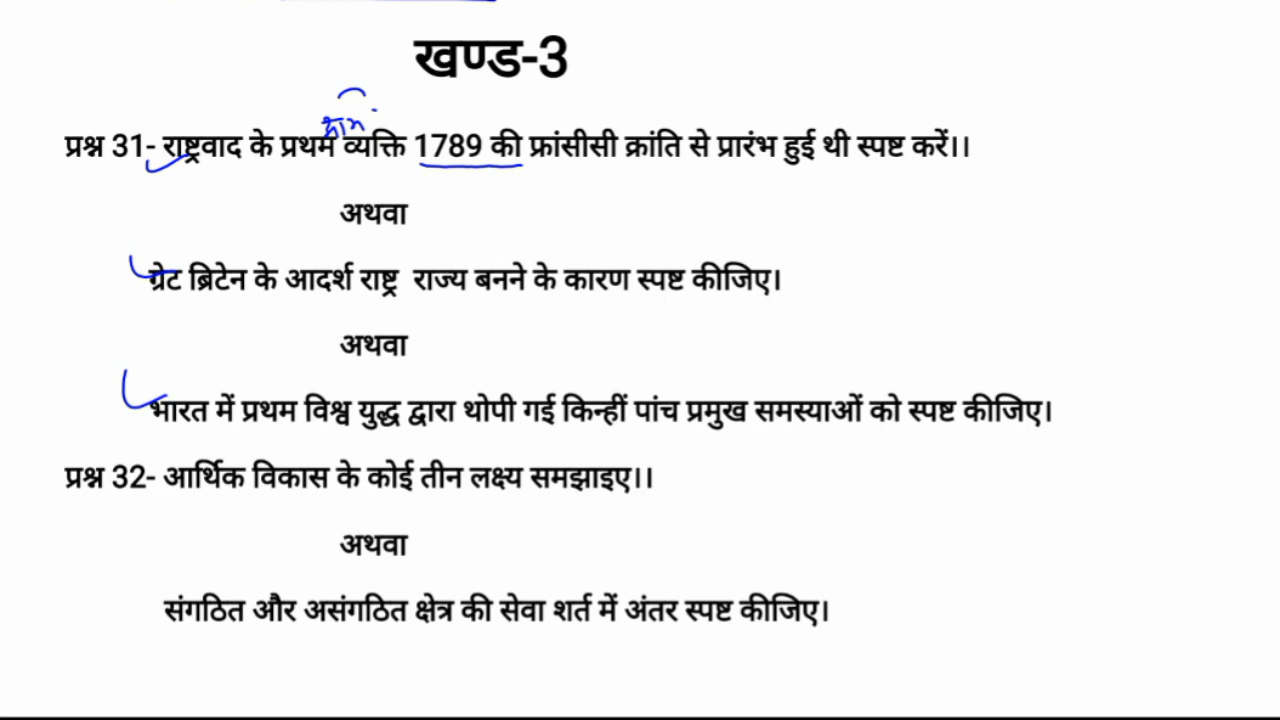 खण्ड-3
प्रश्न 31- राष्ट्रवाद के प्रथम व्यक्ति 1789 की फ्रांसीसी क्रांति से प्रारंभ हुई थी स्पष्ट करें।।
अथवा
ग्रेट ब्रिटेन के आदर्श राष्ट्र राज्य बनने के कारण स्पष्ट कीजिए।
अथवा
भारत में प्रथम विश्व युद्ध द्वारा थोपी गई किन्हीं पांच प्रमुख समस्याओं को स्पष्ट कीजिए।
प्रश्न 32- आर्थिक विकास के कोई तीन लक्ष्य समझाइए।।
अथवा
संगठित और असंगठित क्षेत्र की सेवा शर्त में अंतर स्पष्ट कीजिए।